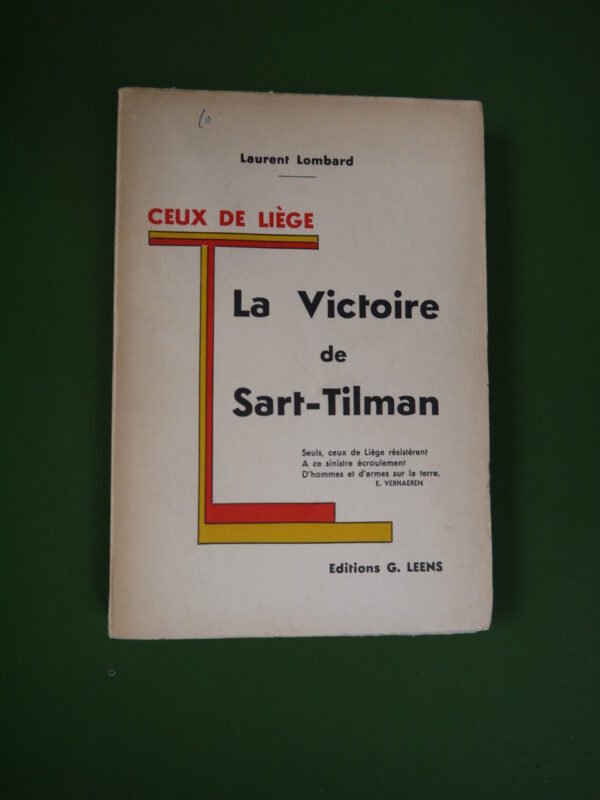 Laurent Lombard
CEUX DE LIÈGE
La Victoire
de
Sart-Tilman
Seuls, ceux de Liège résistèrent
A ce sinistre écroulement
D'hommes et d'armes sur la terre.
E. VERHAEREN
Editions G. LEENS